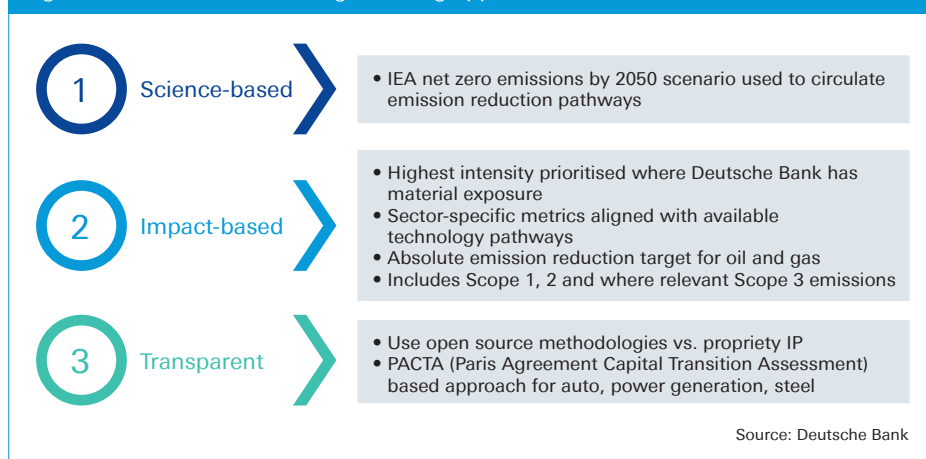 1
Science-based
• IEA net zero emissions by 2050 scenario used to circulate
emission reduction pathways
2
Impact-based
• Highest intensity prioritised where Deutsche Bank has
material exposure
• Sector-specific metrics aligned with available
technology pathways
• Absolute emission reduction target for oil and gas
• Includes Scope 1, 2 and where relevant Scope 3 emissions
3
Transparent
• Use open source methodologies vs. propriety IP
• PACTA (Paris Agreement Capital Transition Assessment)
based approach for auto, power generation, steel
Source: Deutsche Bank